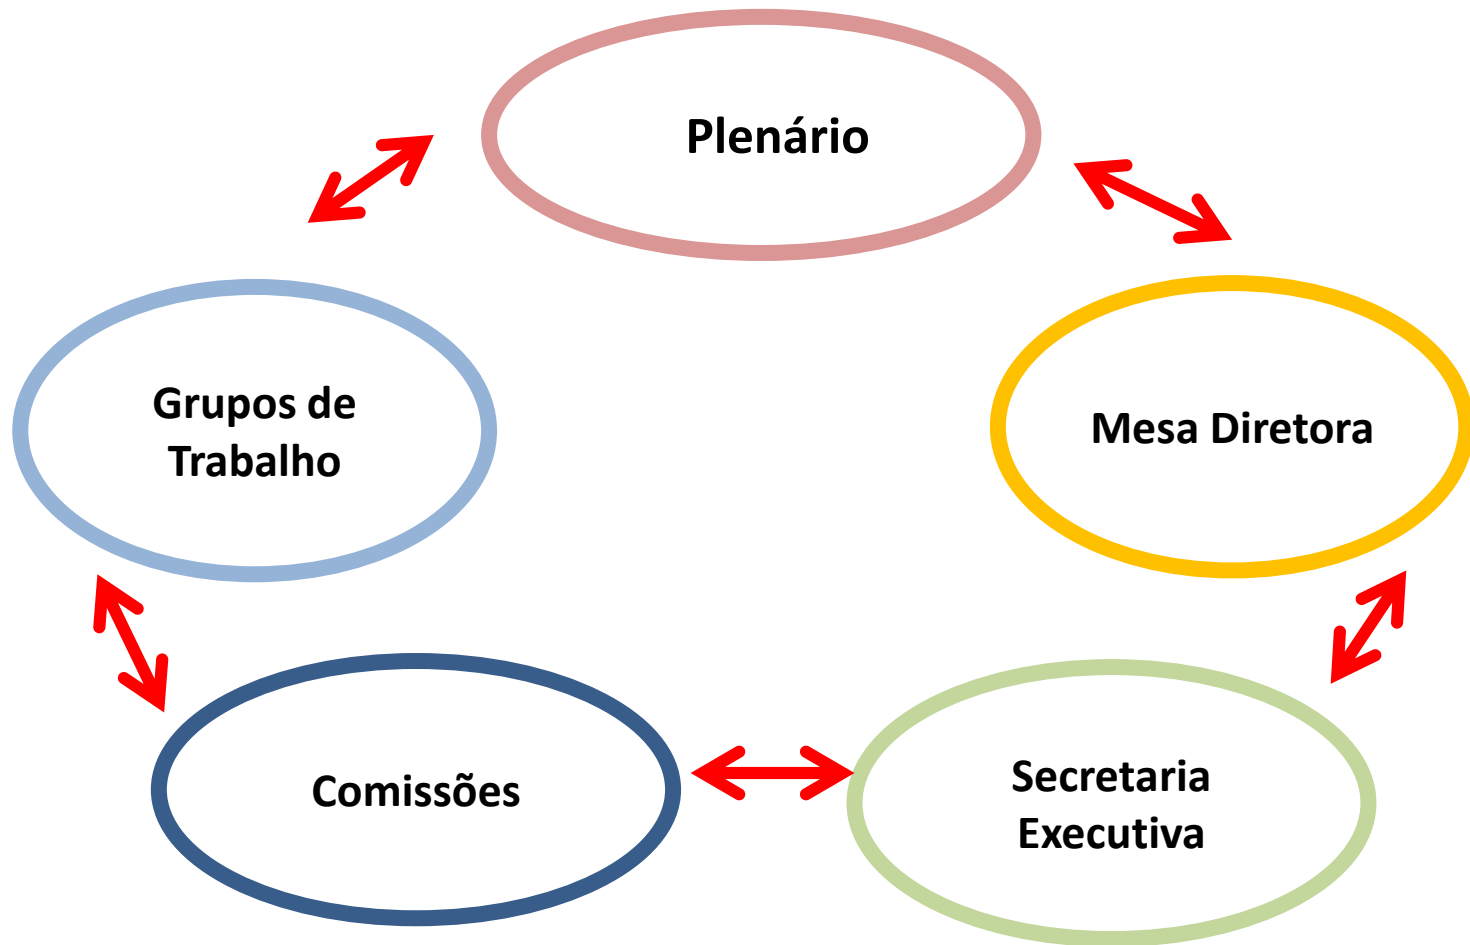 Plenário
Grupos de
Trabalho
Mesa Diretora
Comissões
Secretaria
Executiva